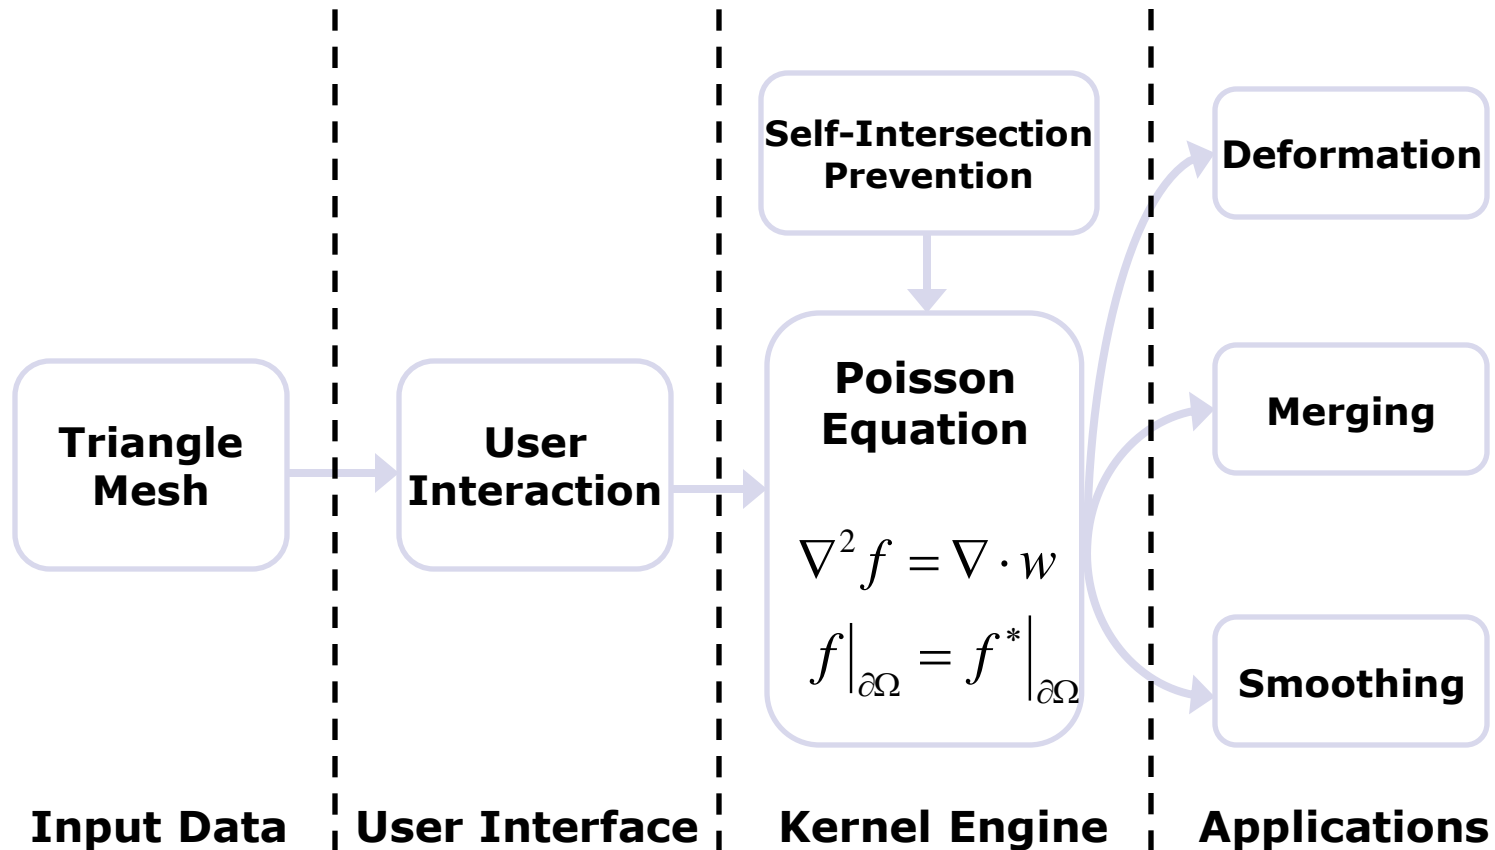 Triangle
Mesh
User
Interaction
Self-Intersection
Prevention
Poisson
Equation
∇²f = ∇ · w
f|∂Ω = f*|∂Ω
Deformation
Merging
Smoothing
Input Data
User Interface
Kernel Engine
Applications